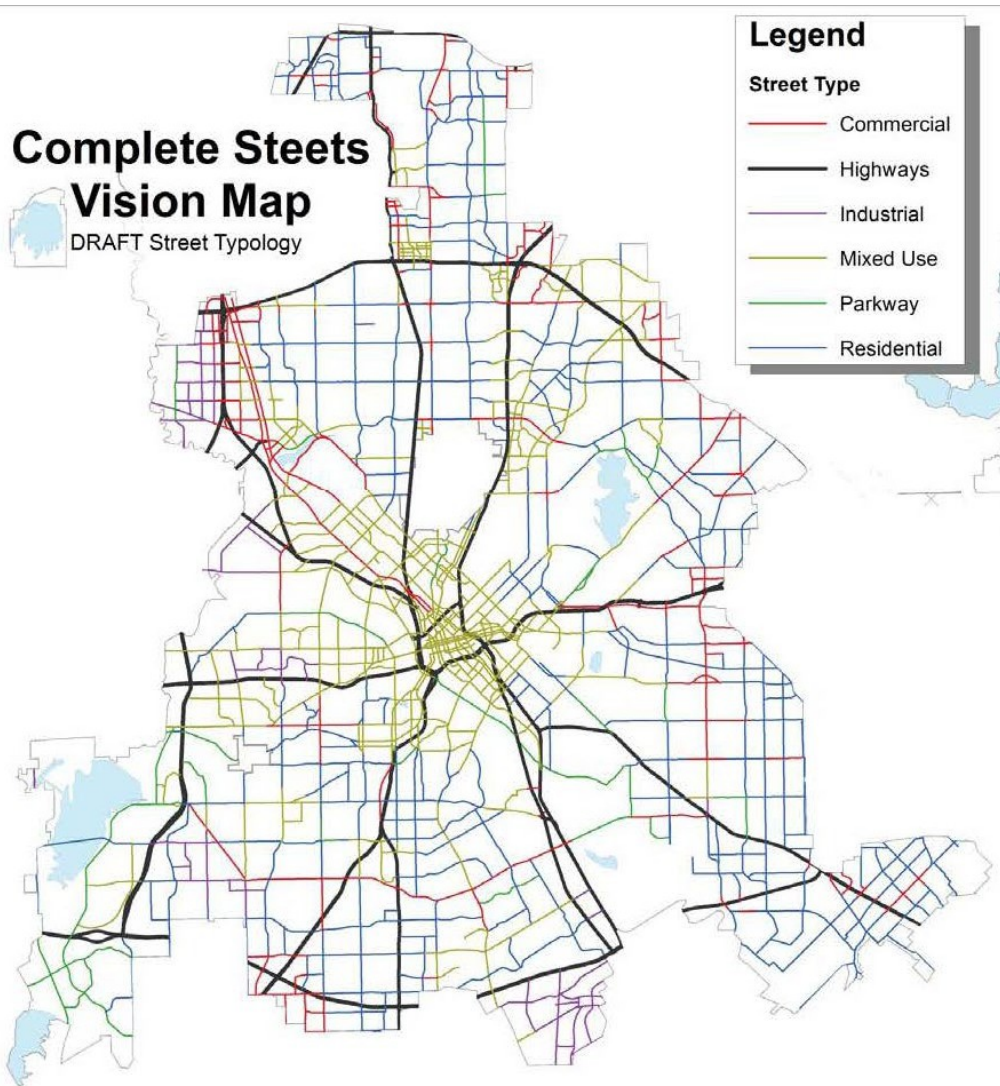 Complete Steets
Vision Map
DRAFT Street Typology
Legend
Street Type
Commercial
Highways
Industrial
Mixed Use
Parkway
Residential